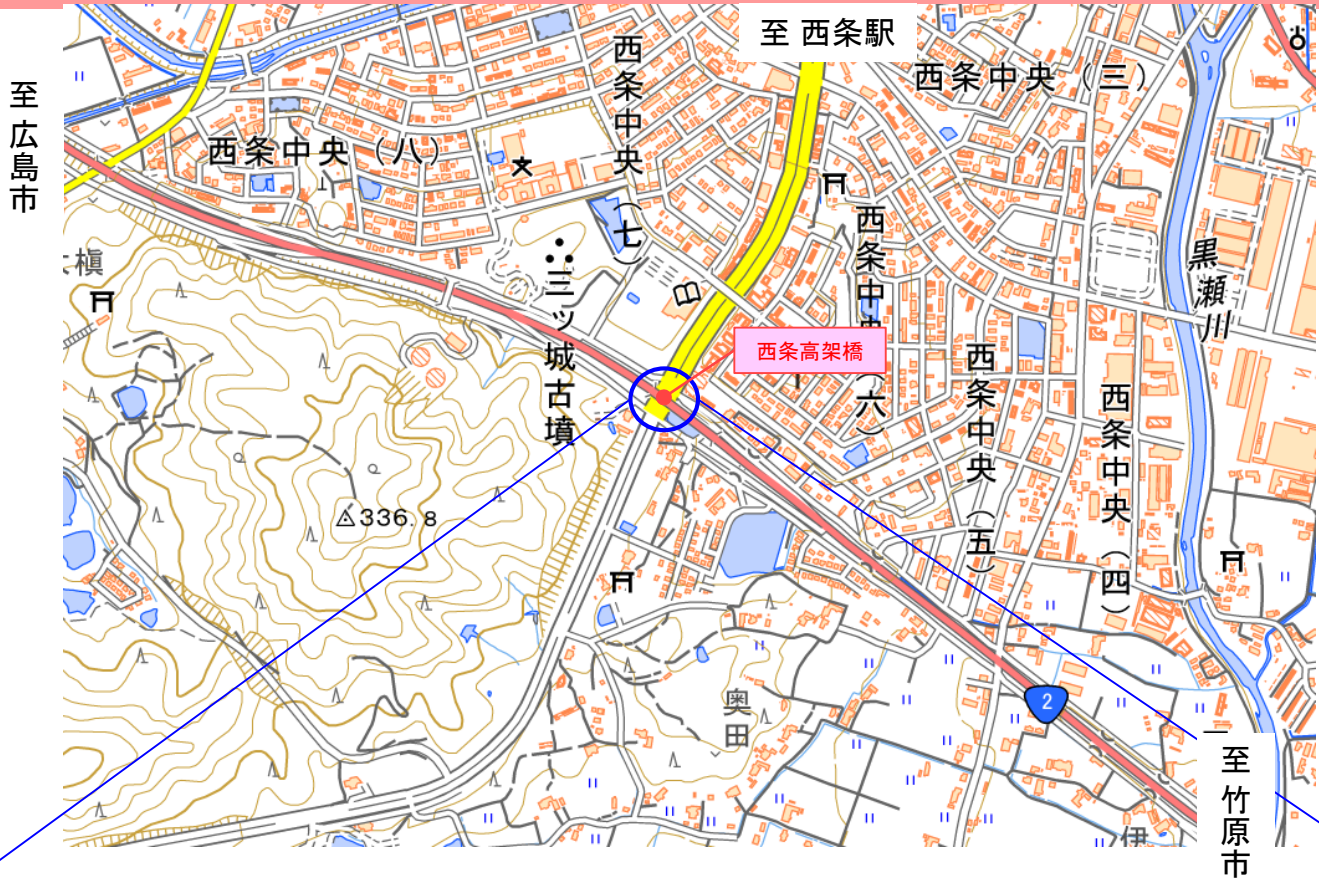 至 西条駅
至 広島市
西条中央（七）
西条中央（三）
西条中央（八）
西条中央（六）
黒瀬川
槇
三ッ城古墳
西条高架橋
西条中央（五）
西条中央（四）
336.8
奥田
2
至 竹原市
伊